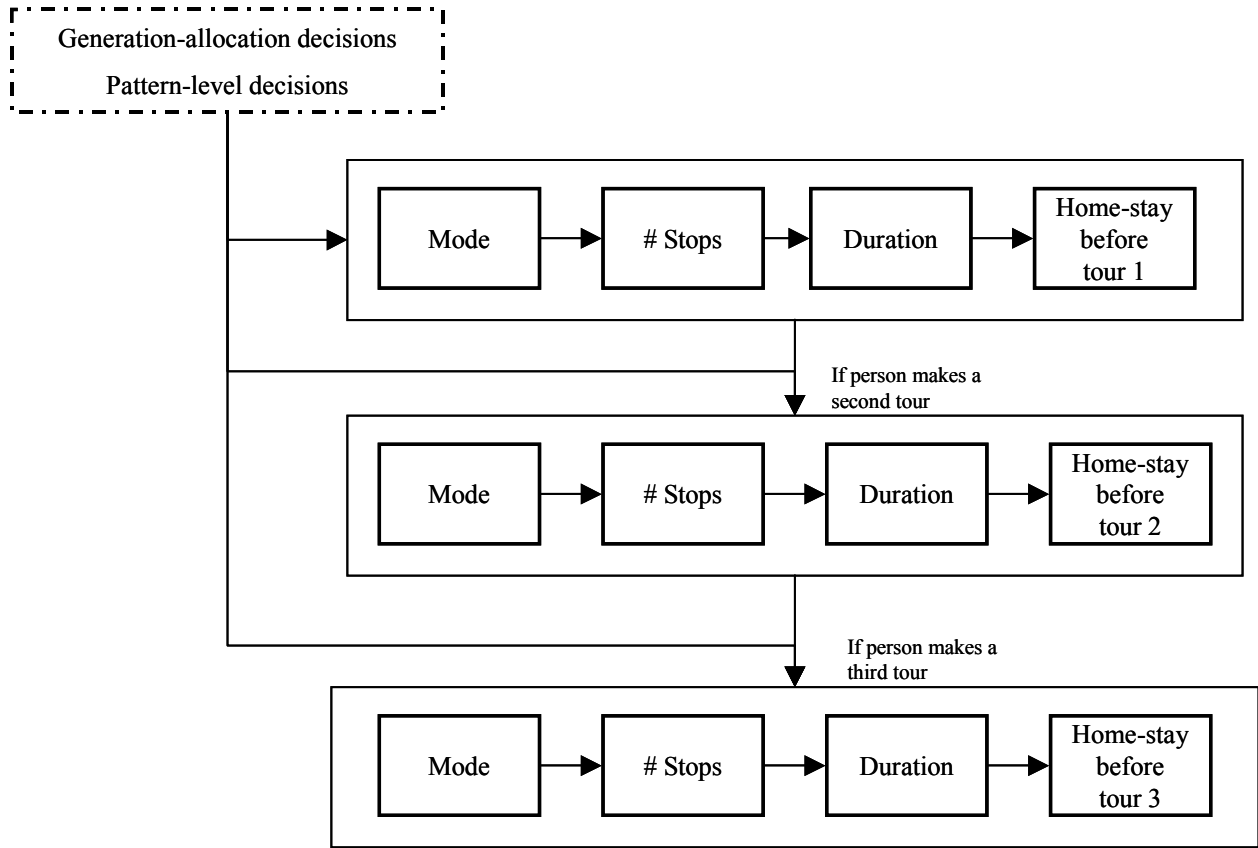 Generation-allocation decisions
Pattern-level decisions
Mode
# Stops
Duration
Home-stay
before
tour 1
If person makes a
second tour
Mode
# Stops
Duration
Home-stay
before
tour 2
If person makes a
third tour
Mode
# Stops
Duration
Home-stay
before
tour 3